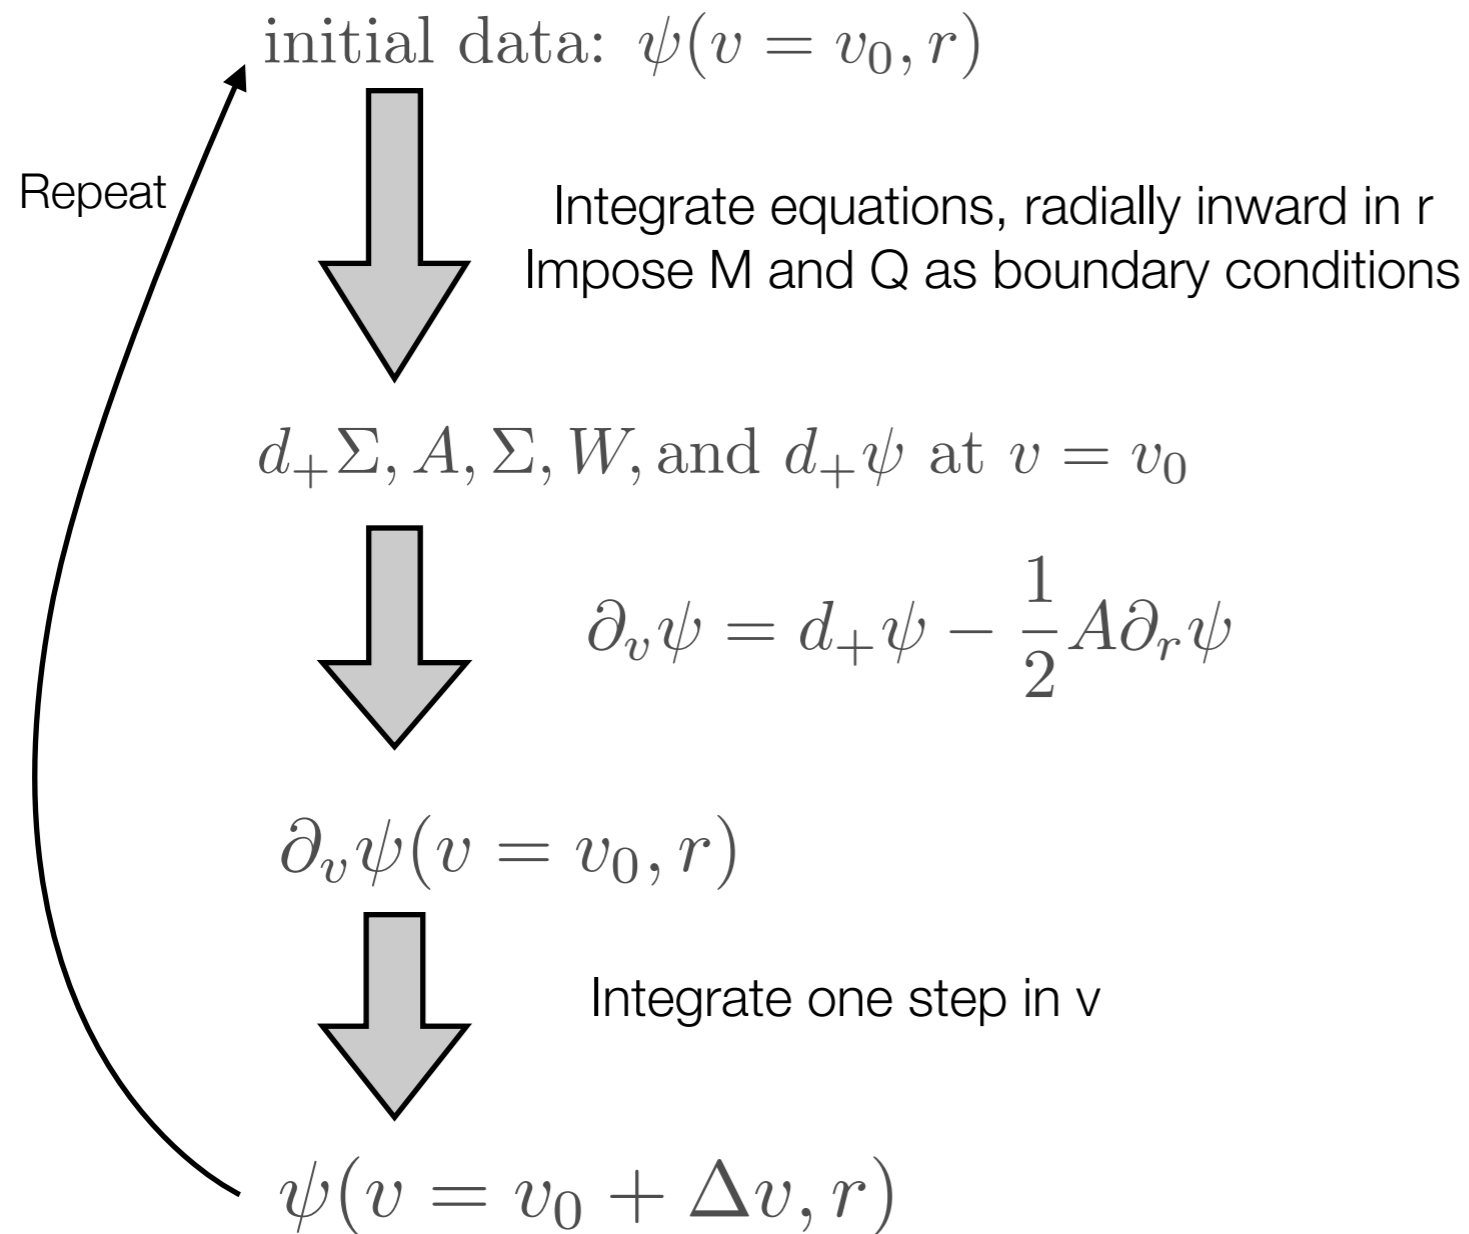 initial data: ψ(v = v₀, r)
Repeat
Integrate equations, radially inward in r
Impose M and Q as boundary conditions
d₊Σ, A, Σ, W, and d₊ψ at v = v₀
∂ᵥψ = d₊ψ − 1/2 A∂ᵣψ
∂ᵥψ(v = v₀, r)
Integrate one step in v
ψ(v = v₀ + Δv, r)